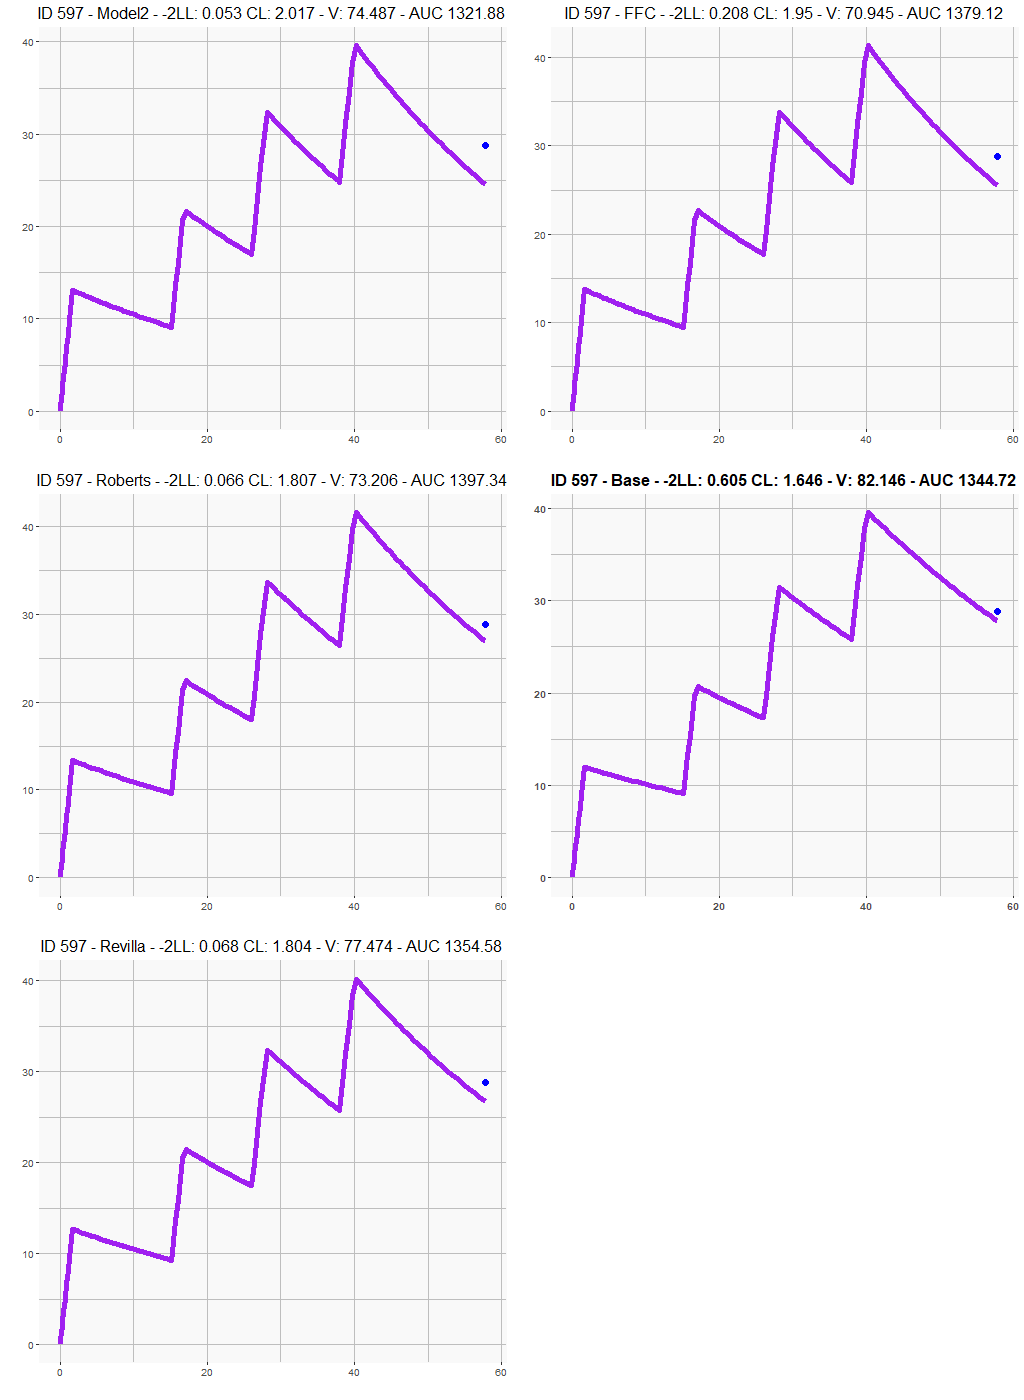 ID 597 - Model2 - -2LL: 0.053 CL: 2.017 - V: 74.487 - AUC 1321.88
40
30
20
10
0
0 20 40 60
ID 597 - FFC - -2LL: 0.208 CL: 1.95 - V: 70.945 - AUC 1379.12
40
30
20
10
0
0 20 40 60
ID 597 - Roberts - -2LL: 0.066 CL: 1.807 - V: 73.206 - AUC 1397.34
40
30
20
10
0
0 20 40 60
ID 597 - Base - -2LL: 0.605 CL: 1.646 - V: 82.146 - AUC 1344.72
40
30
20
10
0
0 20 40 60
ID 597 - Revilla - -2LL: 0.068 CL: 1.804 - V: 77.474 - AUC 1354.58
40
30
20
10
0
0 20 40 60